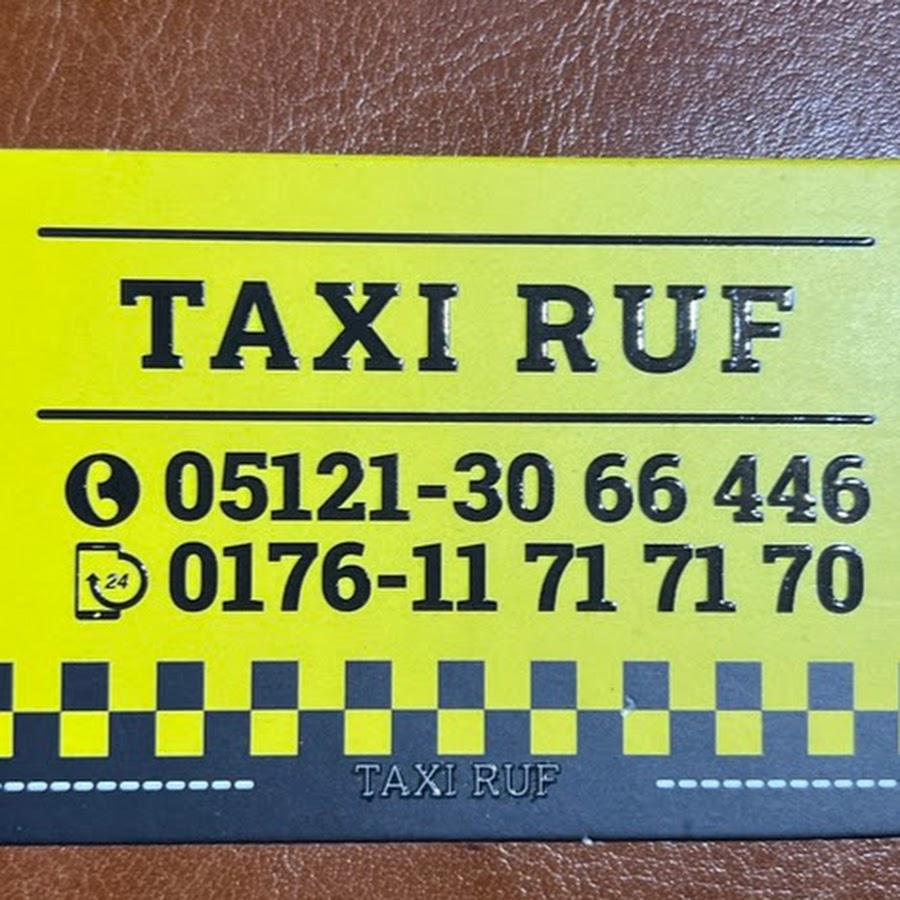 TAXI RUF
05121-30 66 446
24 0176-11 71 71 70
TAXI RUF